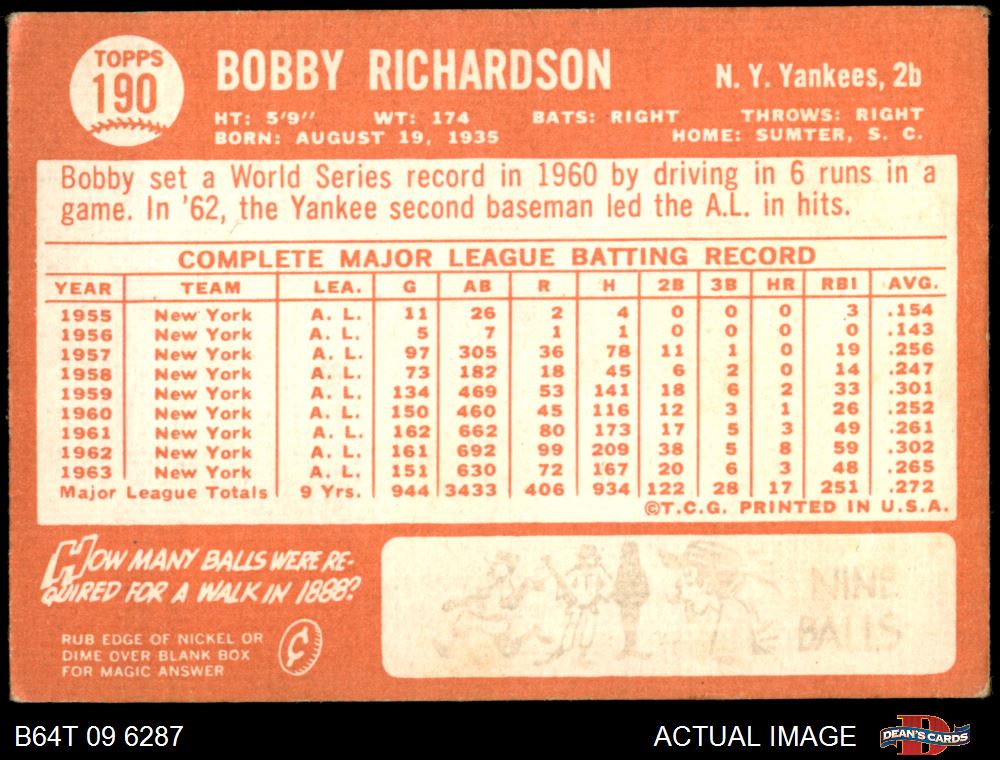 TOPPS
190
BOBBY RICHARDSON
N. Y. Yankees, 2b
HT: 5'9" WT: 174 BATS: RIGHT THROWS: RIGHT
BORN: AUGUST 19, 1935 HOME: SUMTER, S. C.
Bobby set a World Series record in 1960 by driving in 6 runs in a
game. In '62, the Yankee second baseman led the A.L. in hits.
COMPLETE MAJOR LEAGUE BATTING RECORD
YEAR TEAM LEA. G AB R H 2B 3B HR RBI AVG.
1955 New York A. L. 11 26 2 4 0 0 0 3 .154
1956 New York A. L. 5 7 1 1 0 0 0 0 .143
1957 New York A. L. 97 305 36 78 11 1 0 19 .256
1958 New York A. L. 73 182 18 45 6 2 0 14 .247
1959 New York A. L. 134 469 53 141 18 6 2 33 .301
1960 New York A. L. 150 460 45 116 12 3 1 26 .252
1961 New York A. L. 162 662 80 173 17 5 3 49 .261
1962 New York A. L. 161 692 99 209 38 5 8 59 .302
1963 New York A. L. 151 630 72 167 20 6 3 48 .265
Major League Totals 9 Yrs. 944 3433 406 934 122 28 17 251 .272
©T.C.G. PRINTED IN U.S.A.
HOW MANY BALLS WERE RE-
QUIRED FOR A WALK IN 1888?
RUB EDGE OF NICKEL OR
DIME OVER BLANK BOX
FOR MAGIC ANSWER
¢
NINE
BALLS
B64T 09 6287
ACTUAL IMAGE
D
DEAN'S CARDS